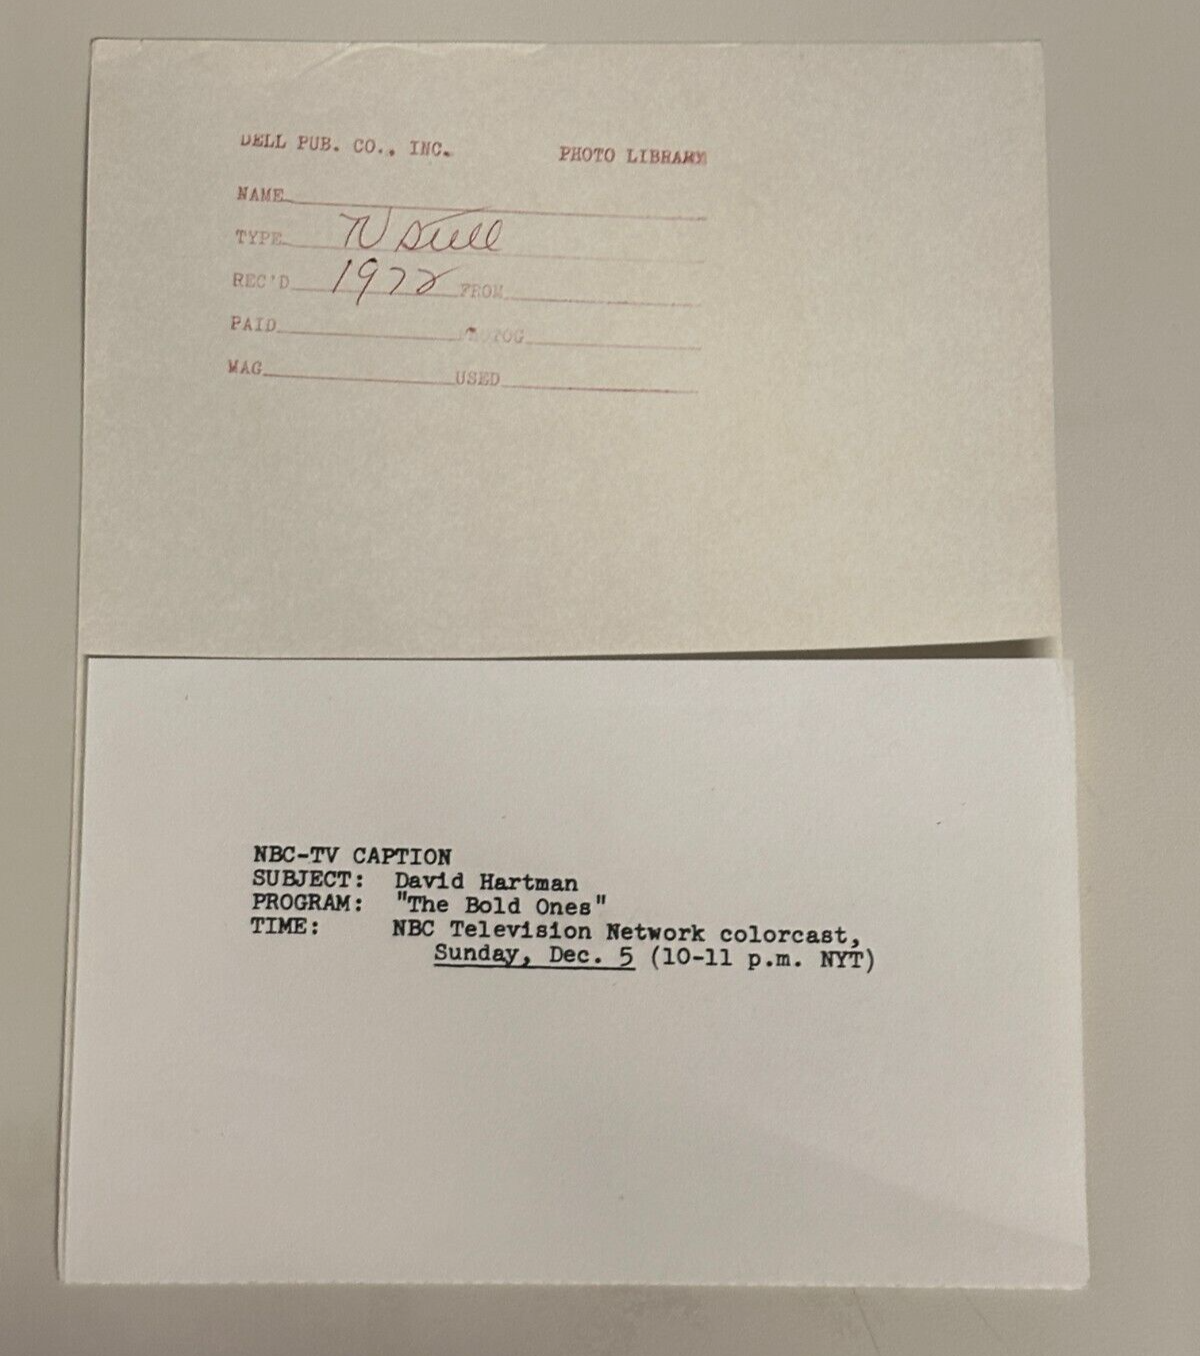 DELL PUB. CO., INC. PHOTO LIBRARY
NAME
TYPE TV Still
REC'D 1972 FROM
PAID PHOTOG
MAG USED
NBC-TV CAPTION
SUBJECT: David Hartman
PROGRAM: "The Bold Ones"
TIME: NBC Television Network colorcast,
Sunday, Dec. 5 (10-11 p.m. NYT)